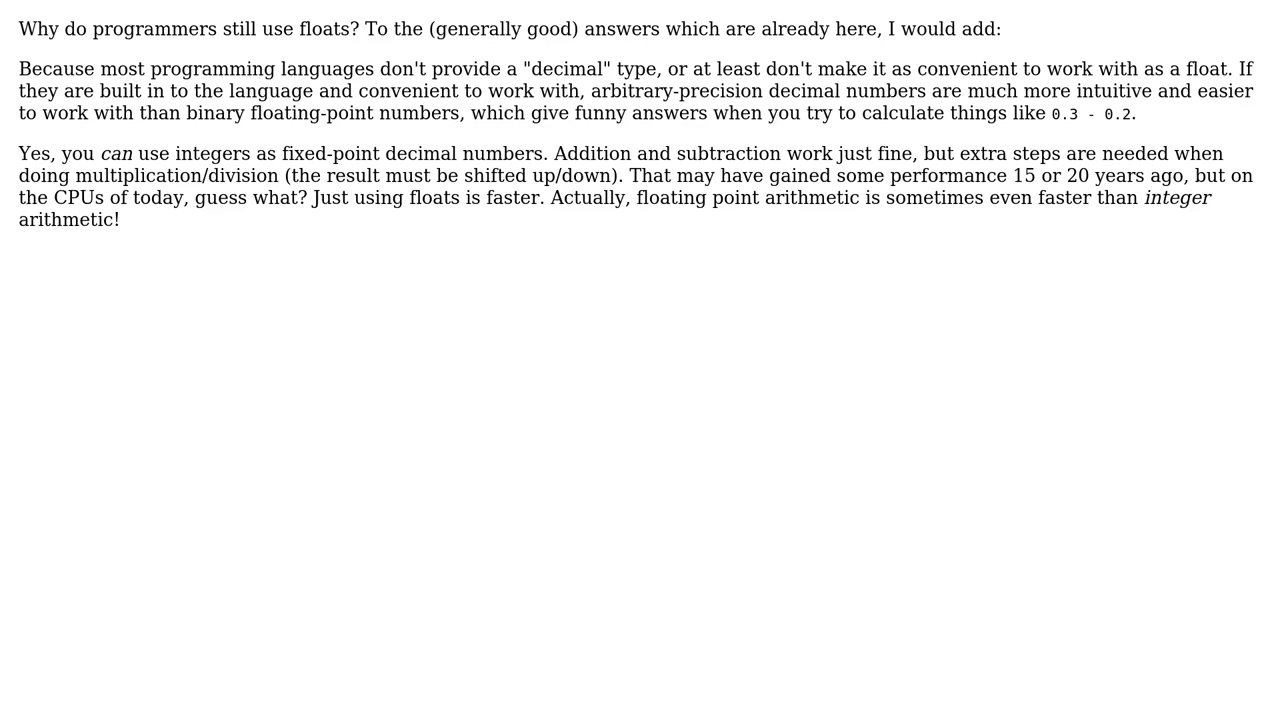 Why do programmers still use floats? To the (generally good) answers which are already here, I would add:
Because most programming languages don't provide a "decimal" type, or at least don't make it as convenient to work with as a float. If
they are built in to the language and convenient to work with, arbitrary-precision decimal numbers are much more intuitive and easier
to work with than binary floating-point numbers, which give funny answers when you try to calculate things like 0.3 - 0.2.
Yes, you can use integers as fixed-point decimal numbers. Addition and subtraction work just fine, but extra steps are needed when
doing multiplication/division (the result must be shifted up/down). That may have gained some performance 15 or 20 years ago, but on
the CPUs of today, guess what? Just using floats is faster. Actually, floating point arithmetic is sometimes even faster than integer
arithmetic!